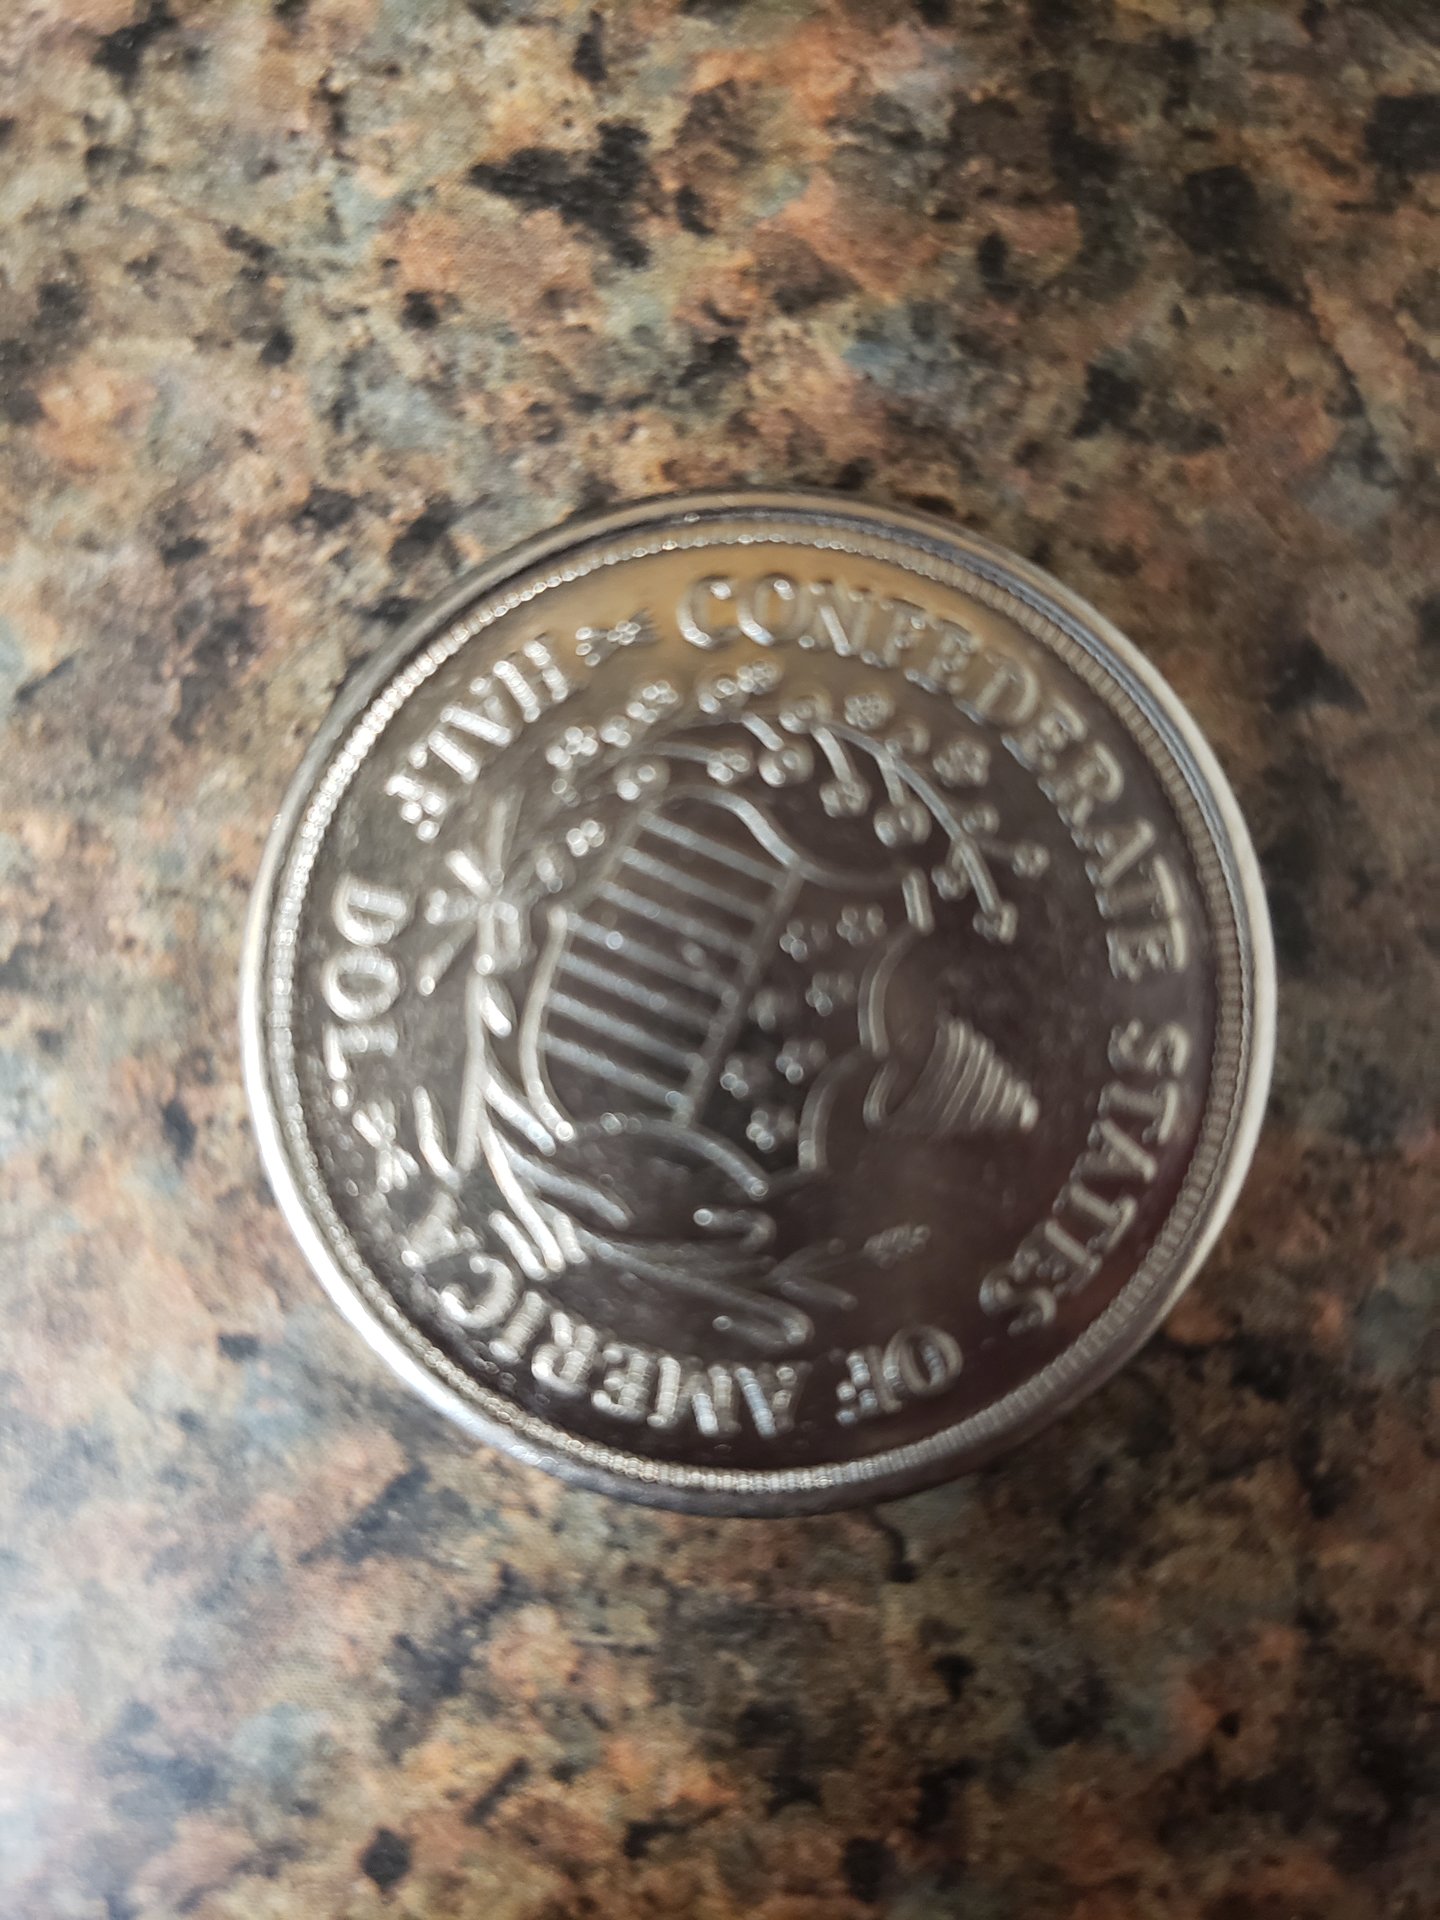 CONFEDERATE STATES OF AMERICA
HALF DOL.